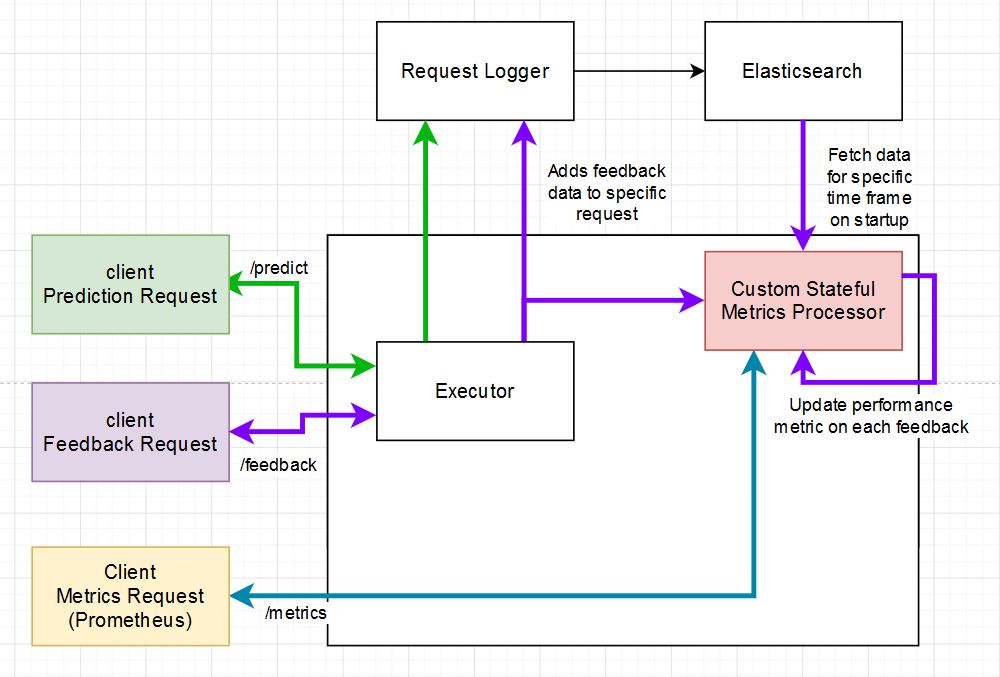 Request Logger
Elasticsearch
Adds feedback
data to specific
request
Fetch data
for specific
time frame
on startup
client
Prediction Request
/predict
Custom Stateful
Metrics Processor
Executor
client
Feedback Request
/feedback
Update performance
metric on each feedback
Client
Metrics Request
(Prometheus)
/metrics